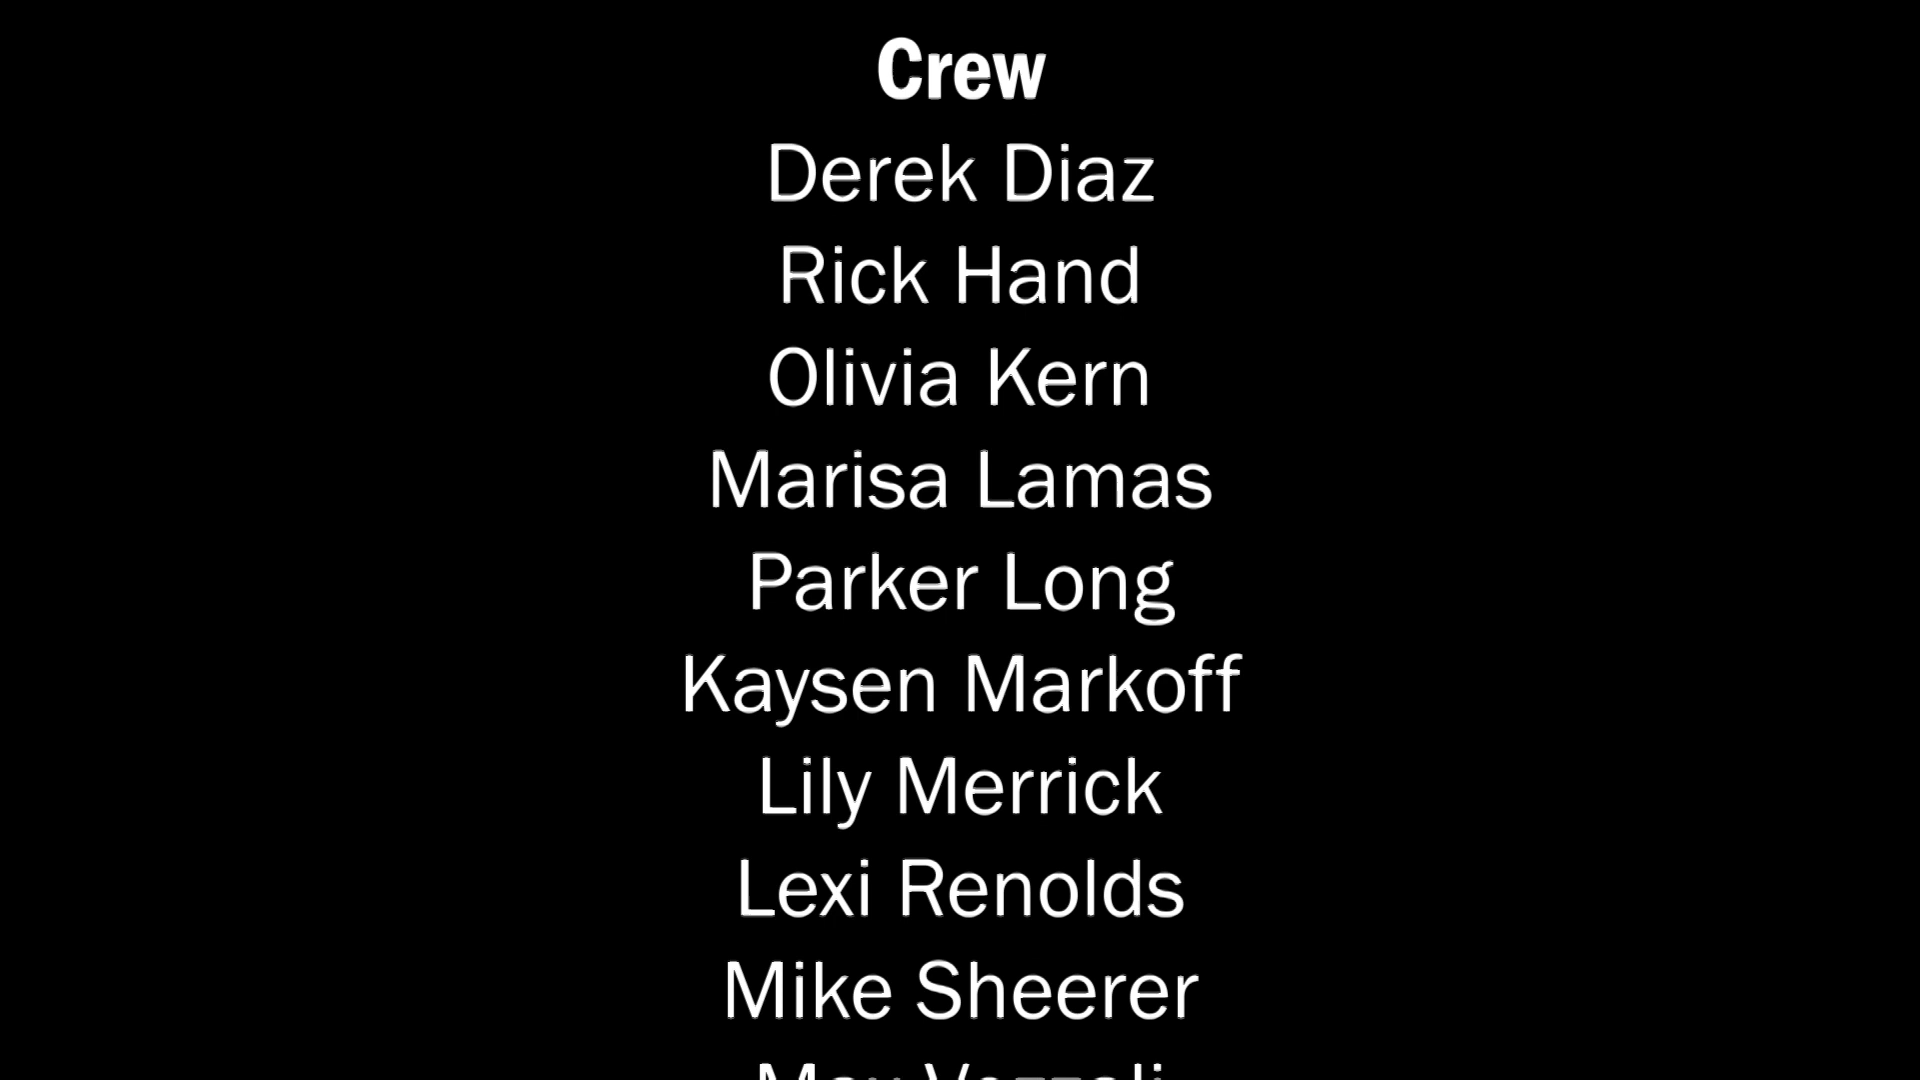 Crew
Derek Diaz
Rick Hand
Olivia Kern
Marisa Lamas
Parker Long
Kaysen Markoff
Lily Merrick
Lexi Renolds
Mike Sheerer